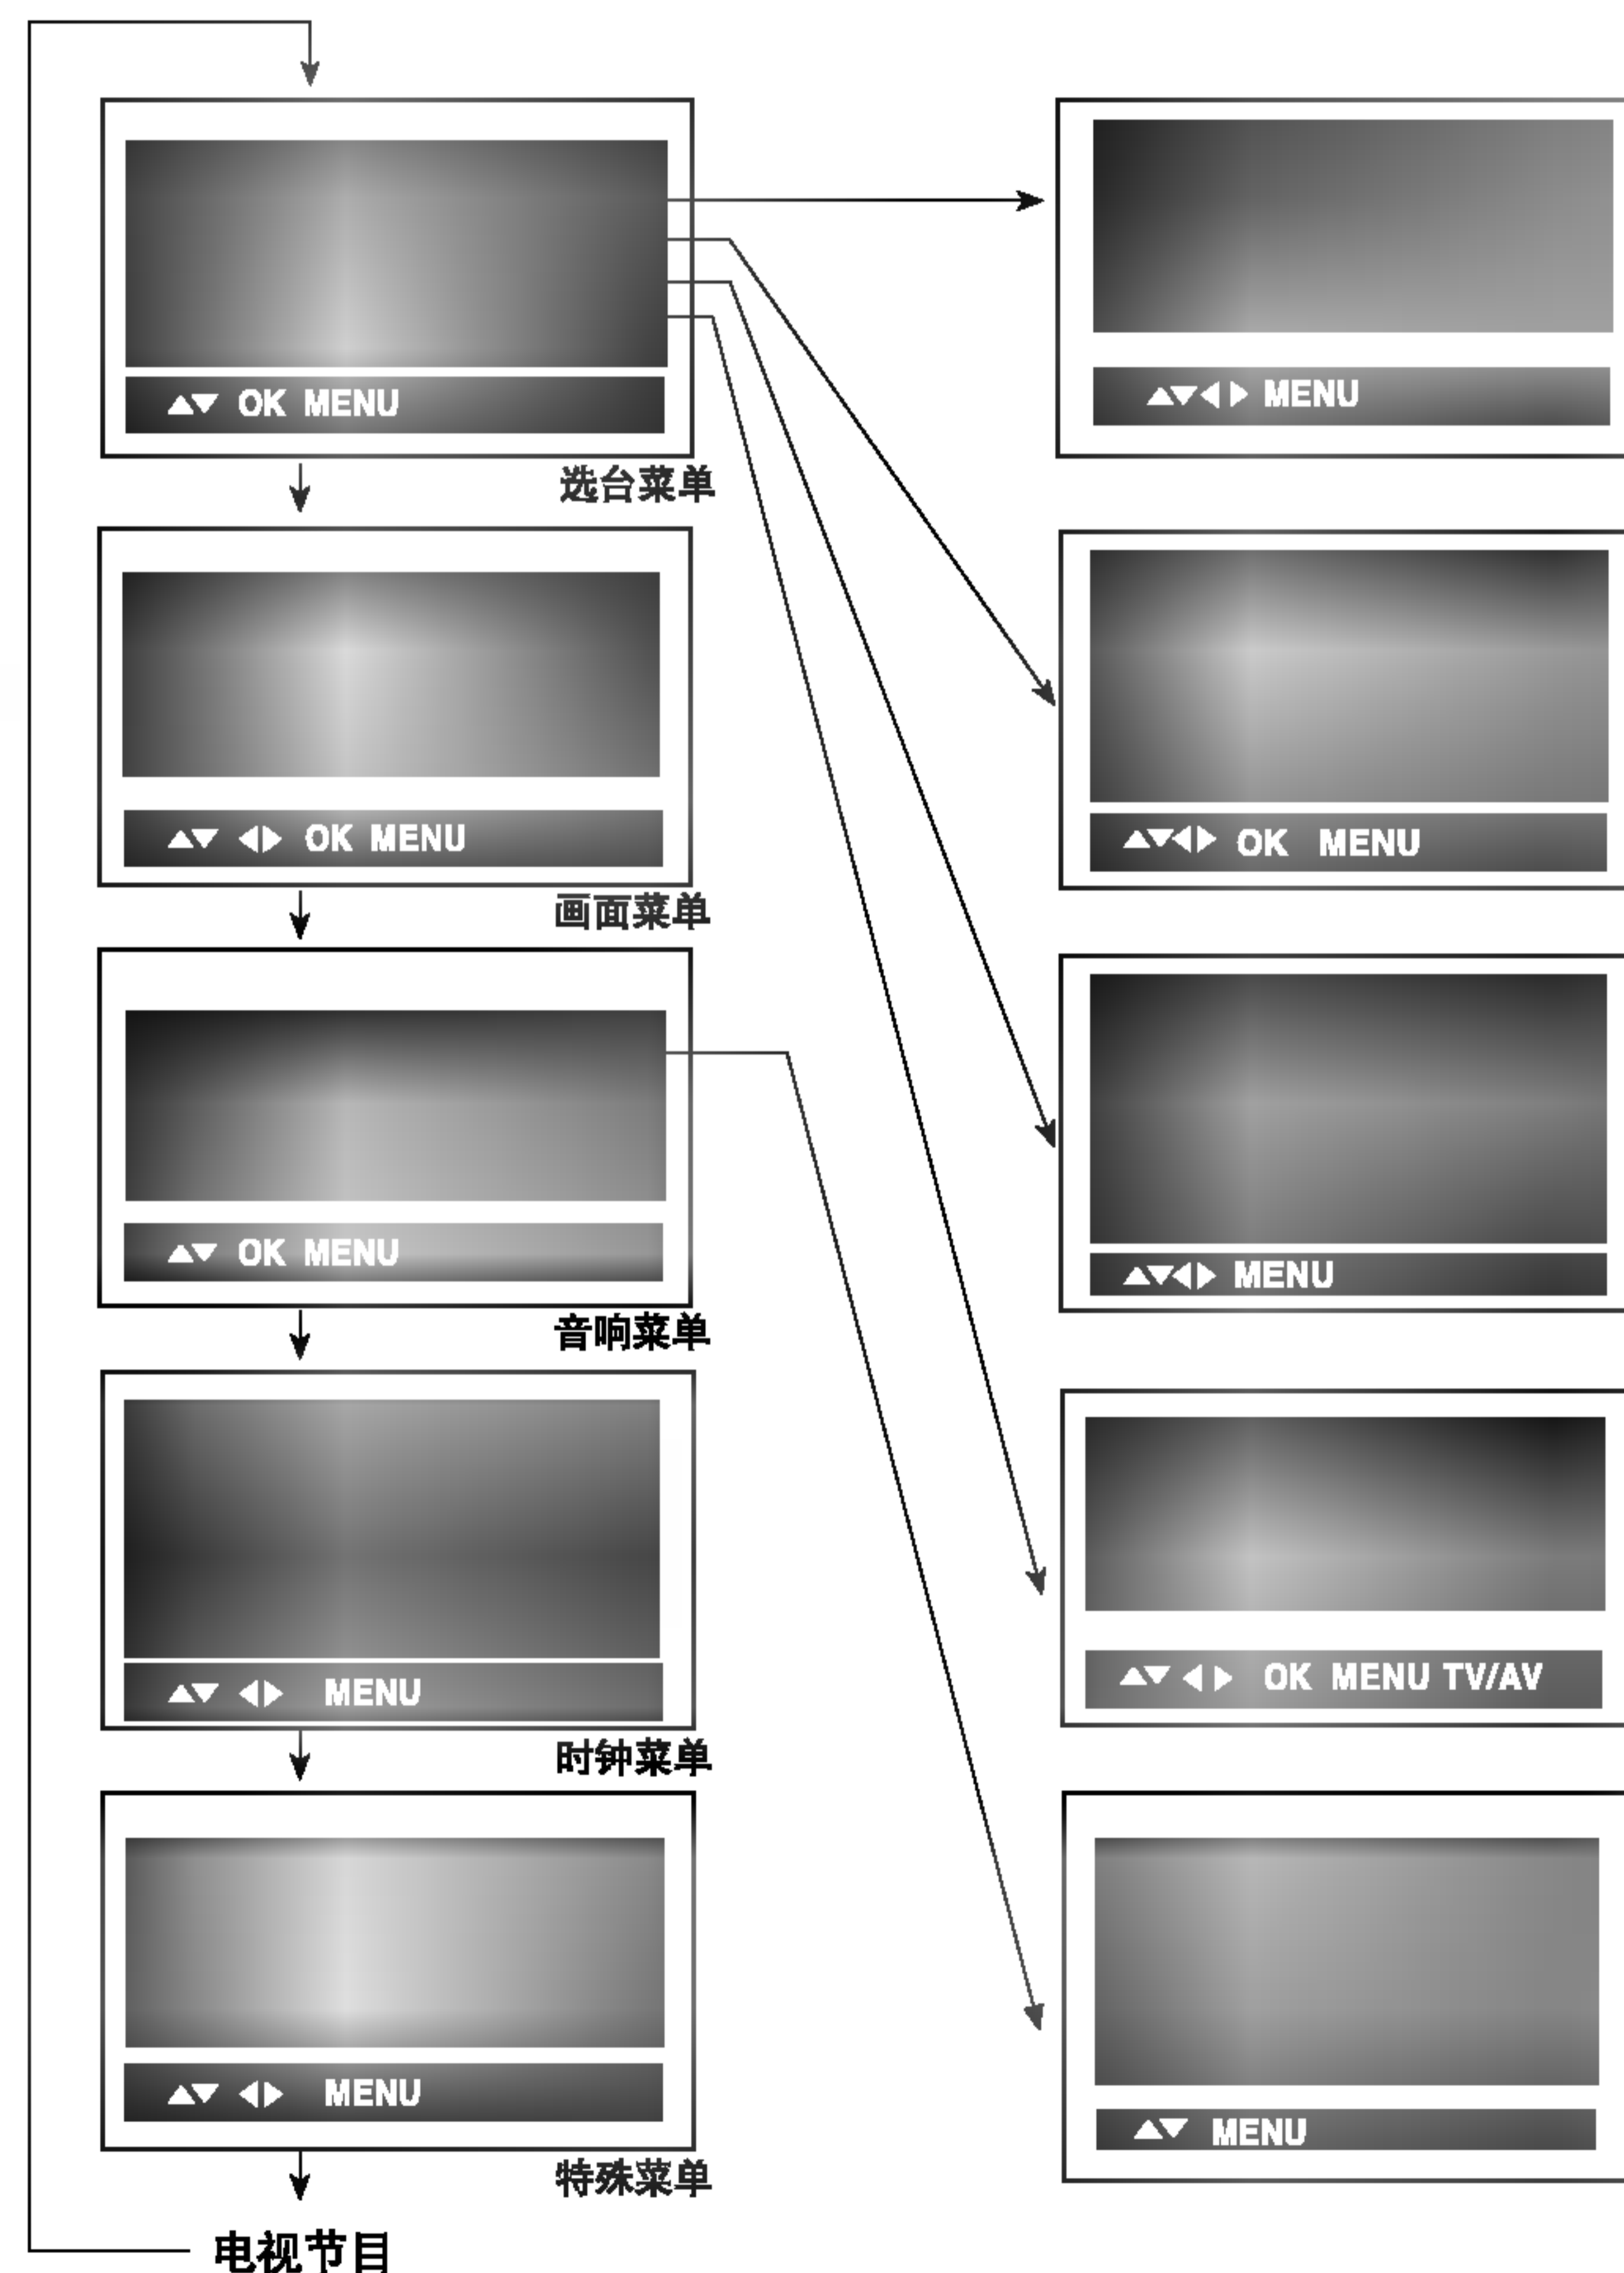 ▲▼ OK MENU
选台菜单
▲▼ ◀▶ OK MENU
画面菜单
▲▼ OK MENU
音响菜单
▲▼ ◀▶ MENU
时钟菜单
▲▼ ◀▶ MENU
特殊菜单
电视节目
▲▼◀▶ MENU
▲▼◀▶ OK MENU
▲▼◀▶ MENU
▲▼ ◀▶ OK MENU TV/AV
▲▼ MENU